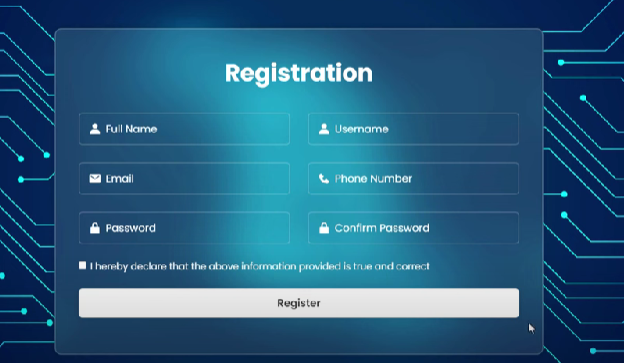 Registration
Full Name
Username
Email
Phone Number
Password
Confirm Password
I hereby declare that the above information provided is true and correct
Register